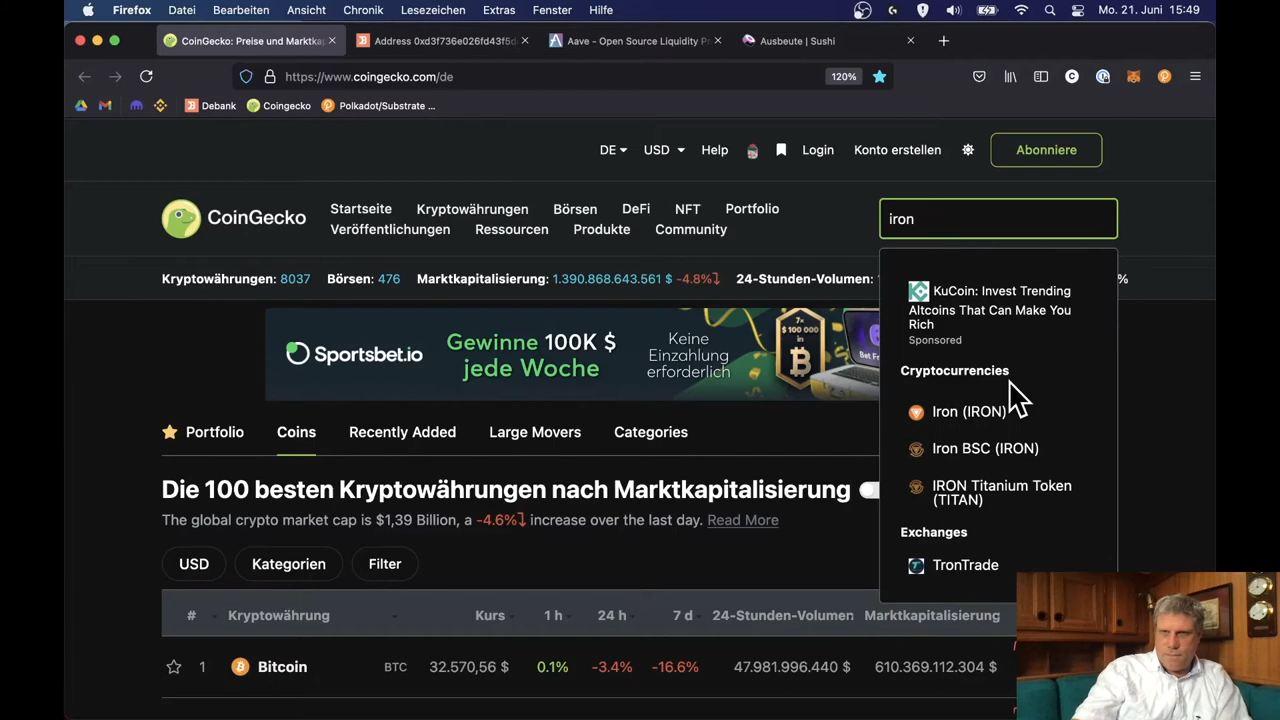 Firefox Datei Bearbeiten Ansicht Chronik Lesezeichen Extras Fenster Hilfe Mo. 21. Juni 15:49
CoinGecko: Preise und Marktka
Address 0xd3f736e026fd43f5d
Aave - Open Source Liquidity P
Ausbeute | Sushi
https://www.coingecko.com/de
120%
Debank Coingecko Polkadot/Substrate ...
DE USD Help Login Konto erstellen Abonniere
CoinGecko
Startseite Kryptowährungen Börsen DeFi NFT Portfolio
Veröffentlichungen Ressourcen Produkte Community
iron
Kryptowährungen: 8037 Börsen: 476 Marktkapitalisierung: 1.390.868.643.561 $ -4.8% 24-Stunden-Volumen: %
KuCoin: Invest Trending
Altcoins That Can Make You
Rich
Sponsored
Cryptocurrencies
Iron (IRON)
Iron BSC (IRON)
IRON Titanium Token
(TITAN)
Exchanges
TronTrade
Sportsbet.io
Gewinne 100K $
jede Woche
Keine
Einzahlung
erforderlich
7×
$ 100 000
in
Bet Fr
Portfolio Coins Recently Added Large Movers Categories
Die 100 besten Kryptowährungen nach Marktkapitalisierung
The global crypto market cap is $1,39 Billion, a -4.6% increase over the last day. Read More
USD Kategorien Filter
# Kryptowährung Kurs 1 h 24 h 7 d 24-Stunden-Volumen Marktkapitalisierung
1 Bitcoin BTC 32.570,56 $ 0.1% -3.4% -16.6% 47.981.996.440 $ 610.369.112.304 $